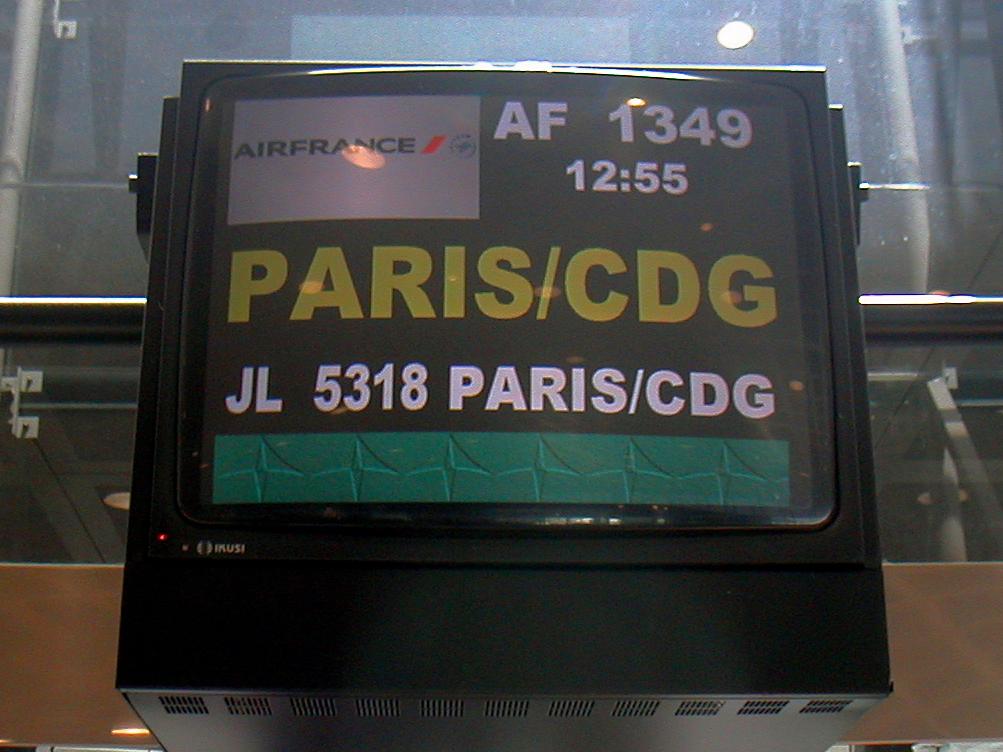 AIRFRANCE
AF 1349
12:55
PARIS/CDG
JL 5318 PARIS/CDG
IKUSI